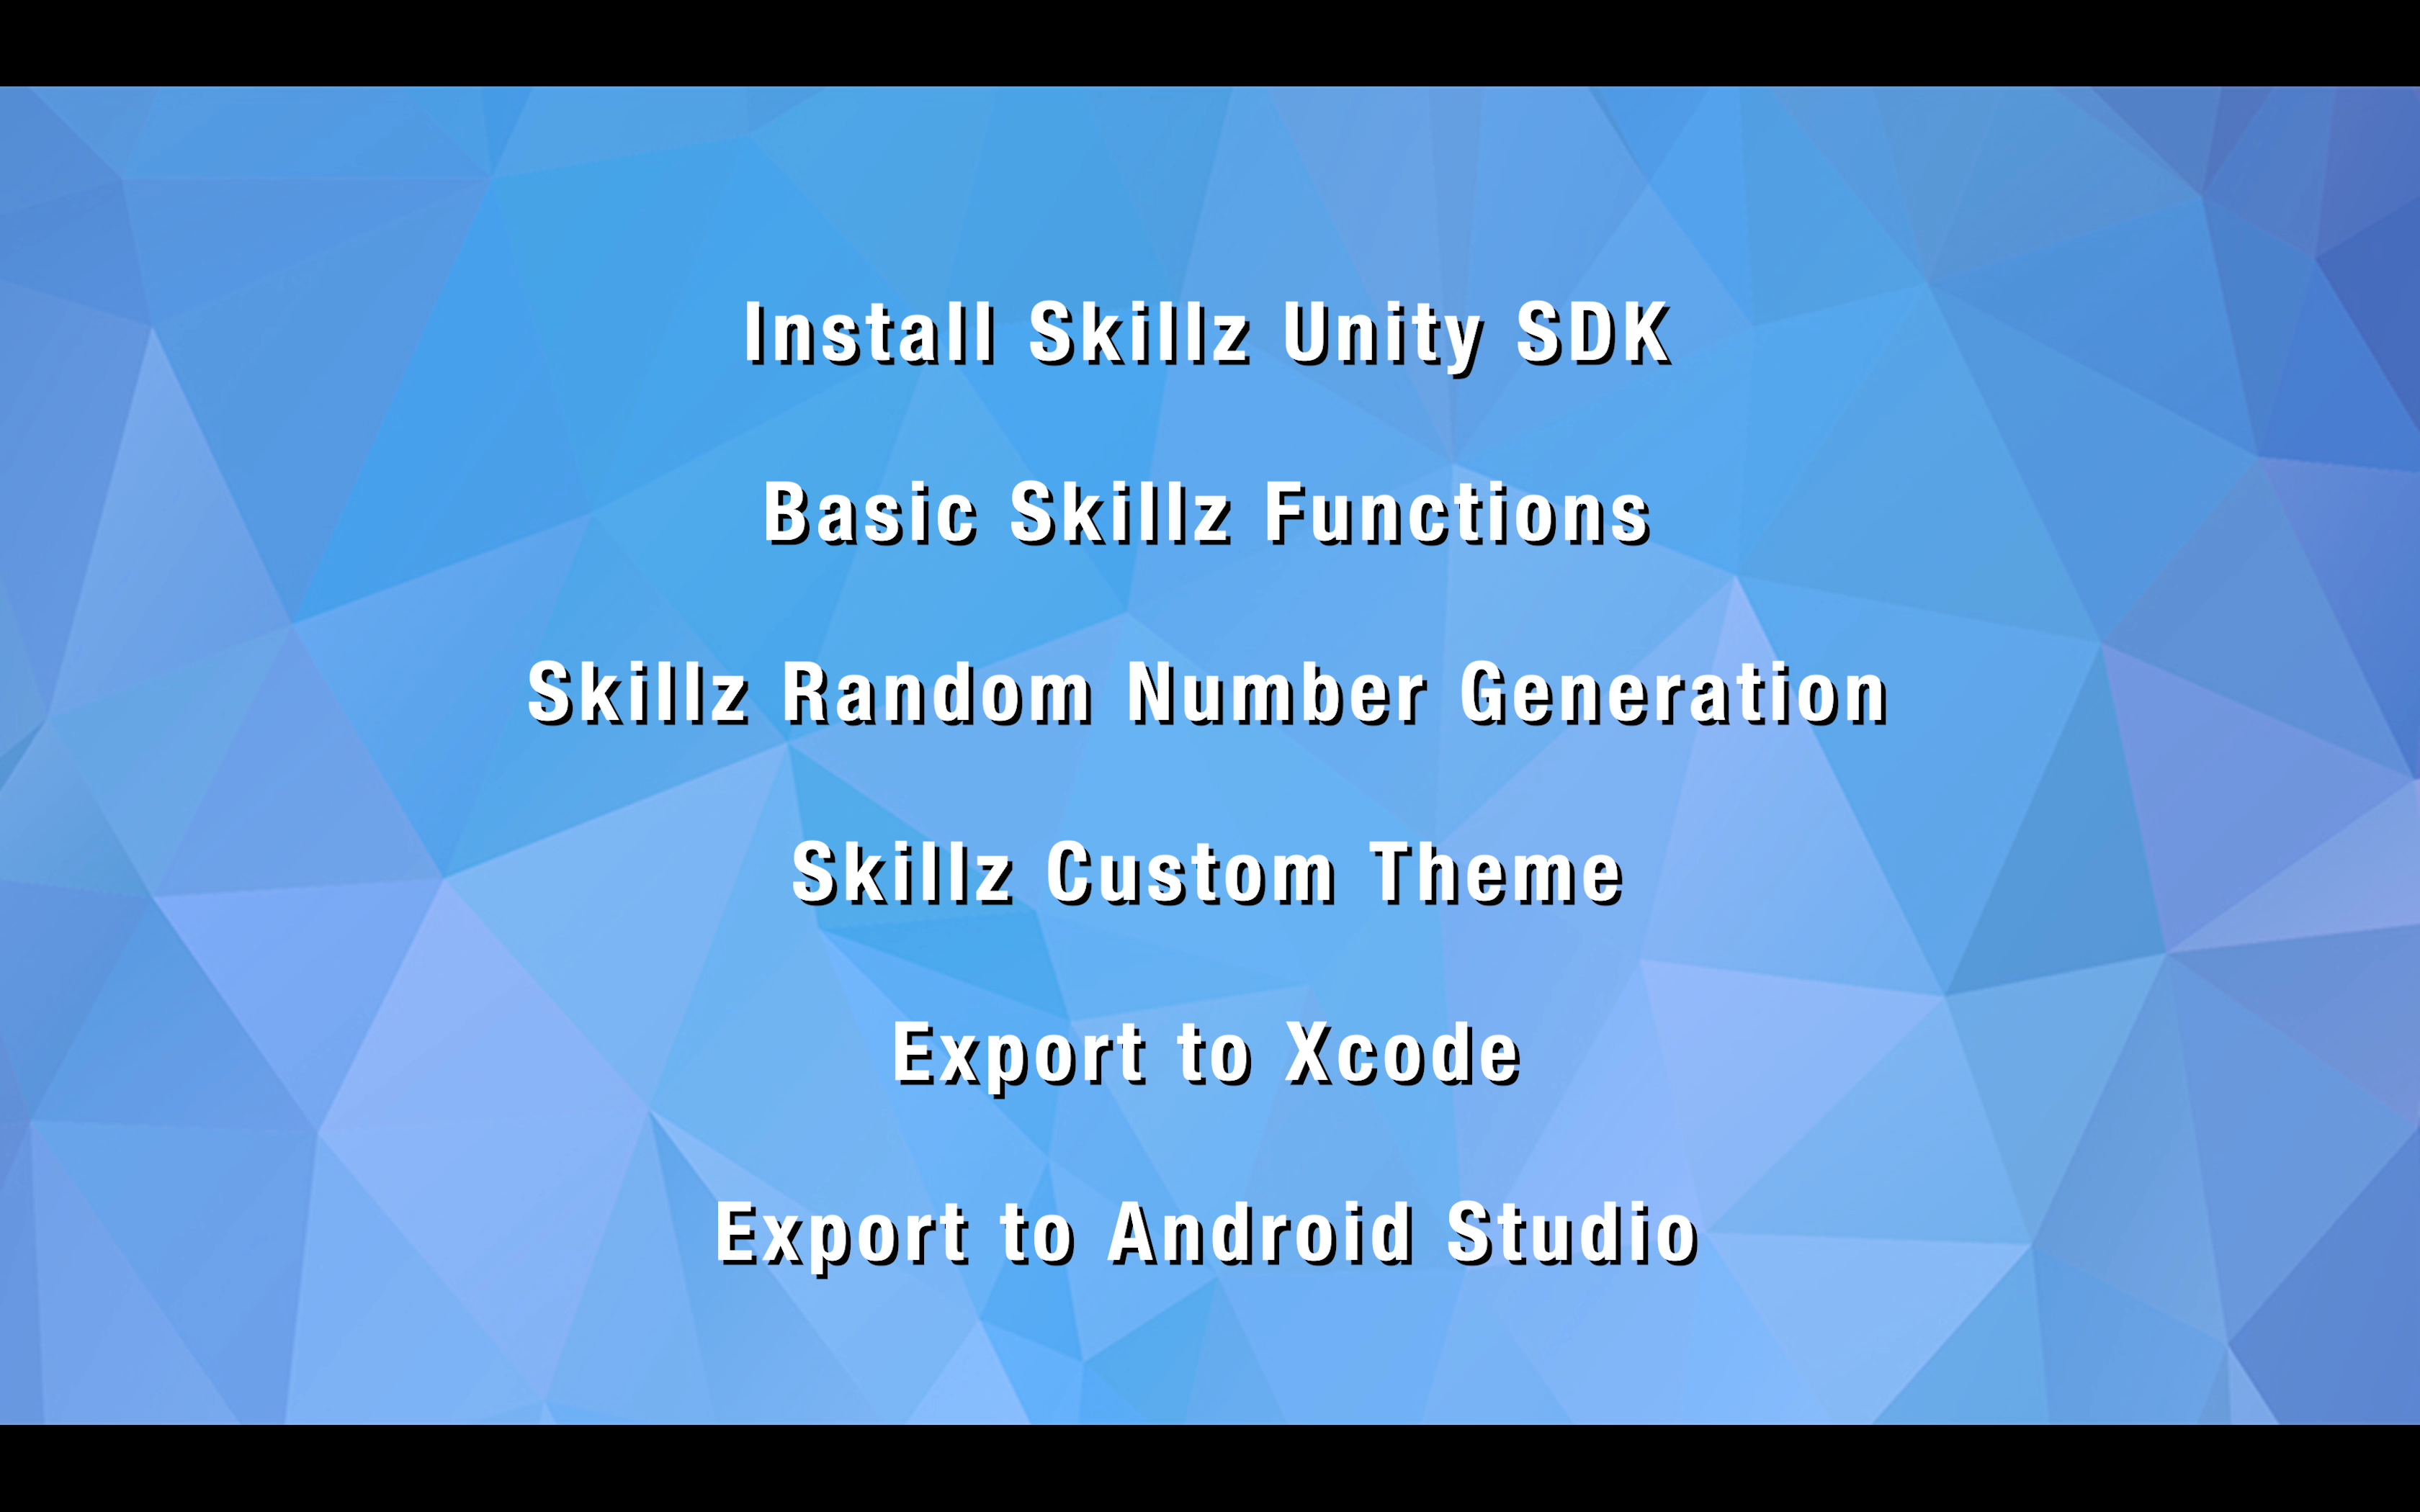 Install Skillz Unity SDK
Basic Skillz Functions
Skillz Random Number Generation
Skillz Custom Theme
Export to Xcode
Export to Android Studio